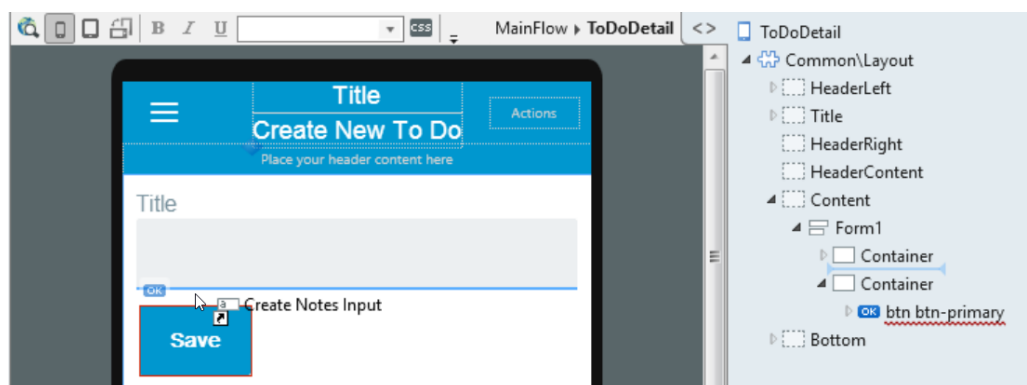 B I U css MainFlow ▸ ToDoDetail <>
Title
Create New To Do
Actions
Place your header content here
Title
OK
a Create Notes Input
Save
ToDoDetail
Common\Layout
HeaderLeft
Title
HeaderRight
HeaderContent
Content
Form1
Container
Container
OK btn btn-primary
Bottom